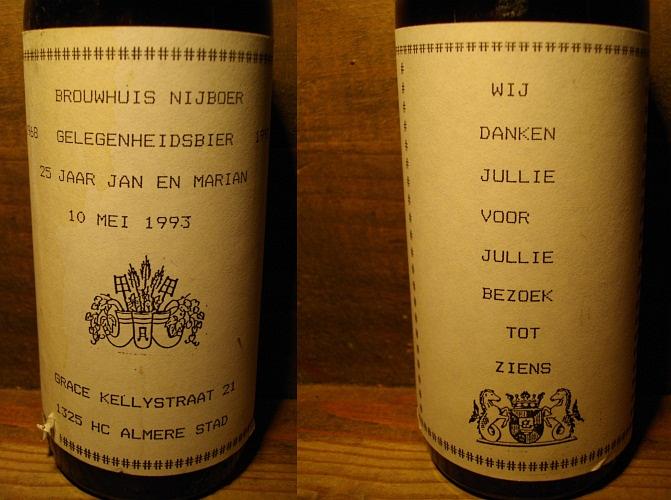 BROUWHUIS NIJBOER
GELEGENHEIDSBIER
25 JAAR JAN EN MARIAN
10 MEI 1993
GRACE KELLYSTRAAT 21
1325 HC ALMERE STAD
WIJ
DANKEN
JULLIE
VOOR
JULLIE
BEZOEK
TOT
ZIENS